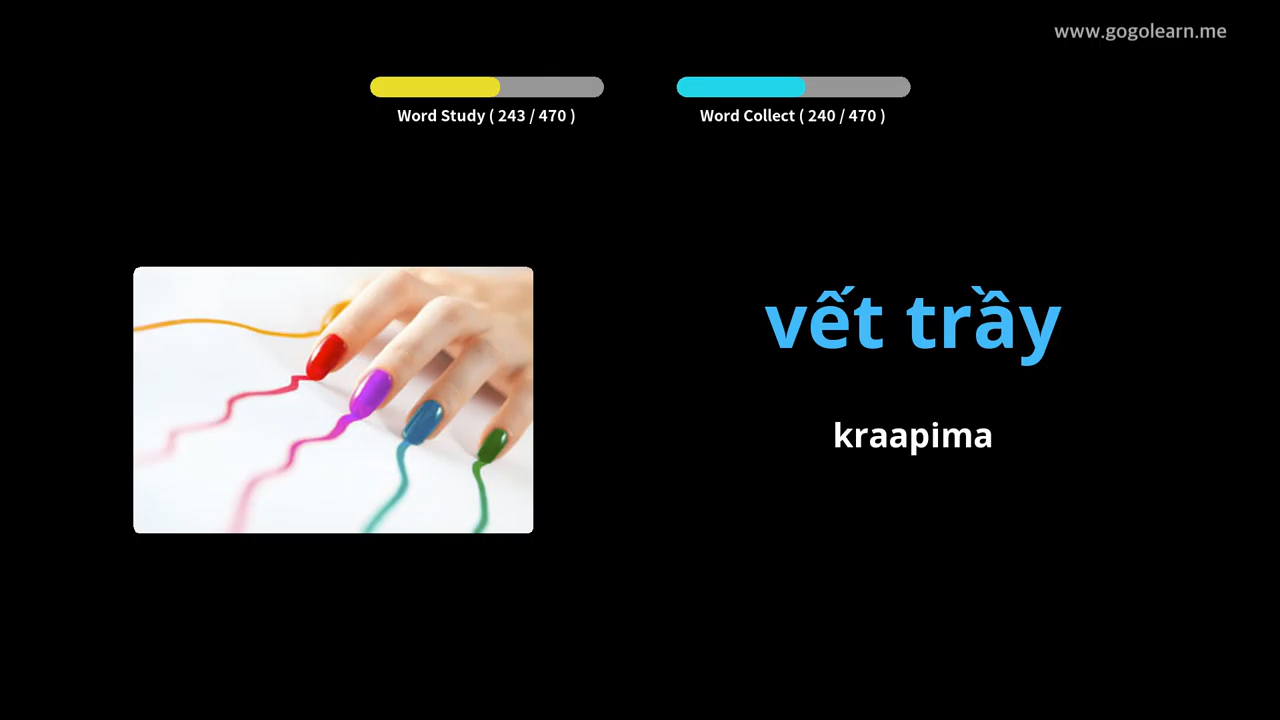 www.gogolearn.me
Word Study ( 243 / 470 )
Word Collect ( 240 / 470 )
vết trầy
kraapima